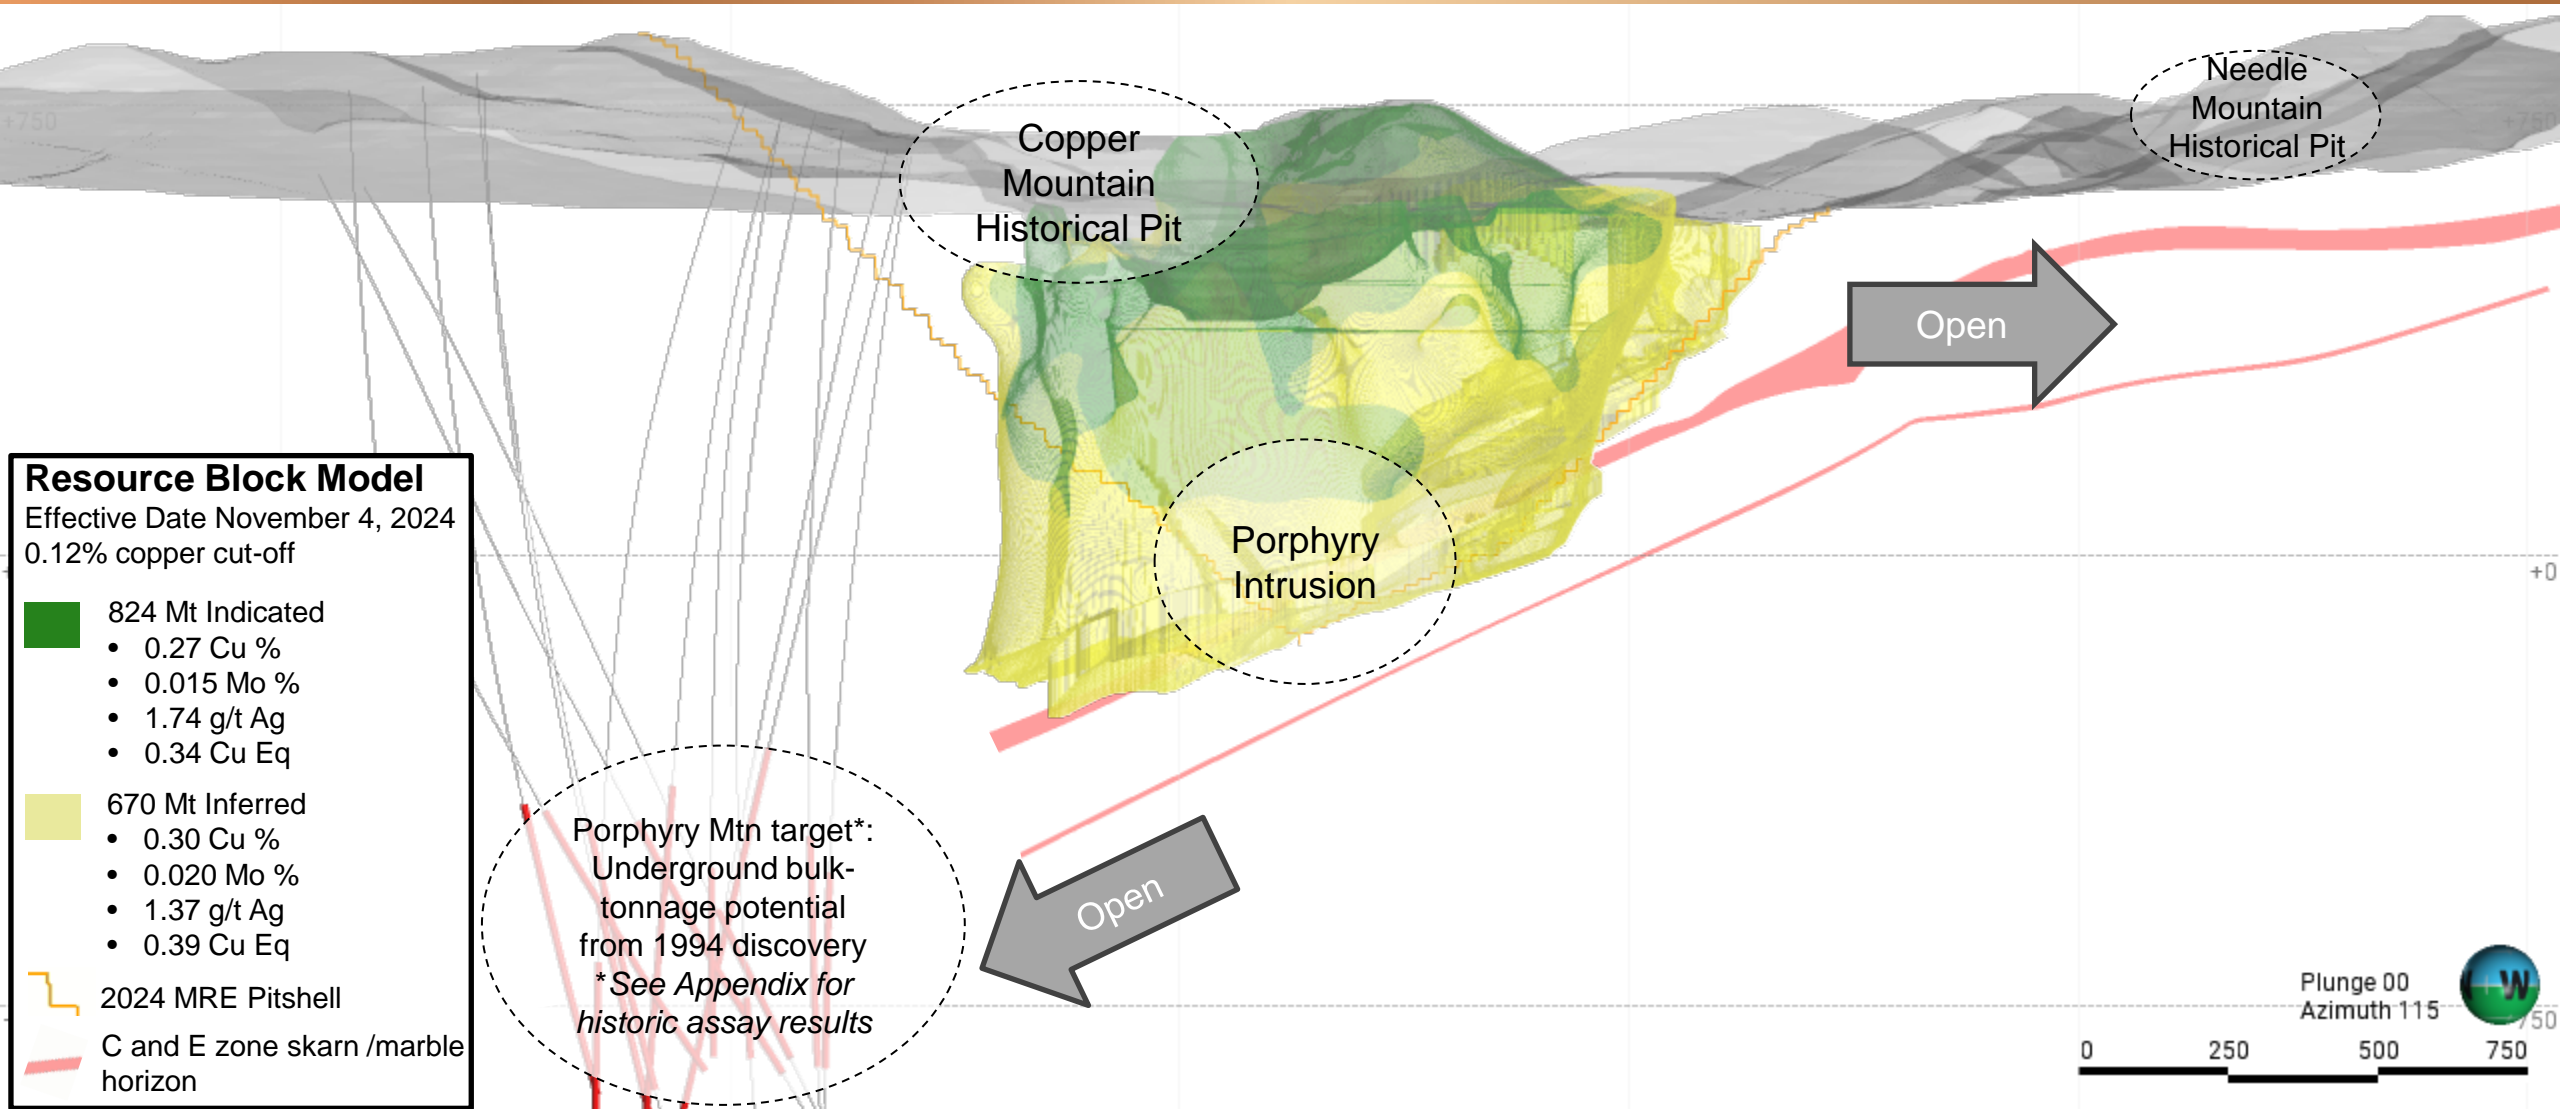 +750
Copper
Mountain
Historical Pit
Needle
Mountain
Historical Pit
+750
Open
Porphyry
Intrusion
+0
Resource Block Model
Effective Date November 4, 2024
0.12% copper cut-off
824 Mt Indicated
• 0.27 Cu %
• 0.015 Mo %
• 1.74 g/t Ag
• 0.34 Cu Eq
670 Mt Inferred
• 0.30 Cu %
• 0.020 Mo %
• 1.37 g/t Ag
• 0.39 Cu Eq
2024 MRE Pitshell
C and E zone skarn /marble
horizon
Porphyry Mtn target*:
Underground bulk-
tonnage potential
from 1994 discovery
*See Appendix for
historic assay results
Open
Plunge 00
Azimuth 115
W
750
0 250 500 750